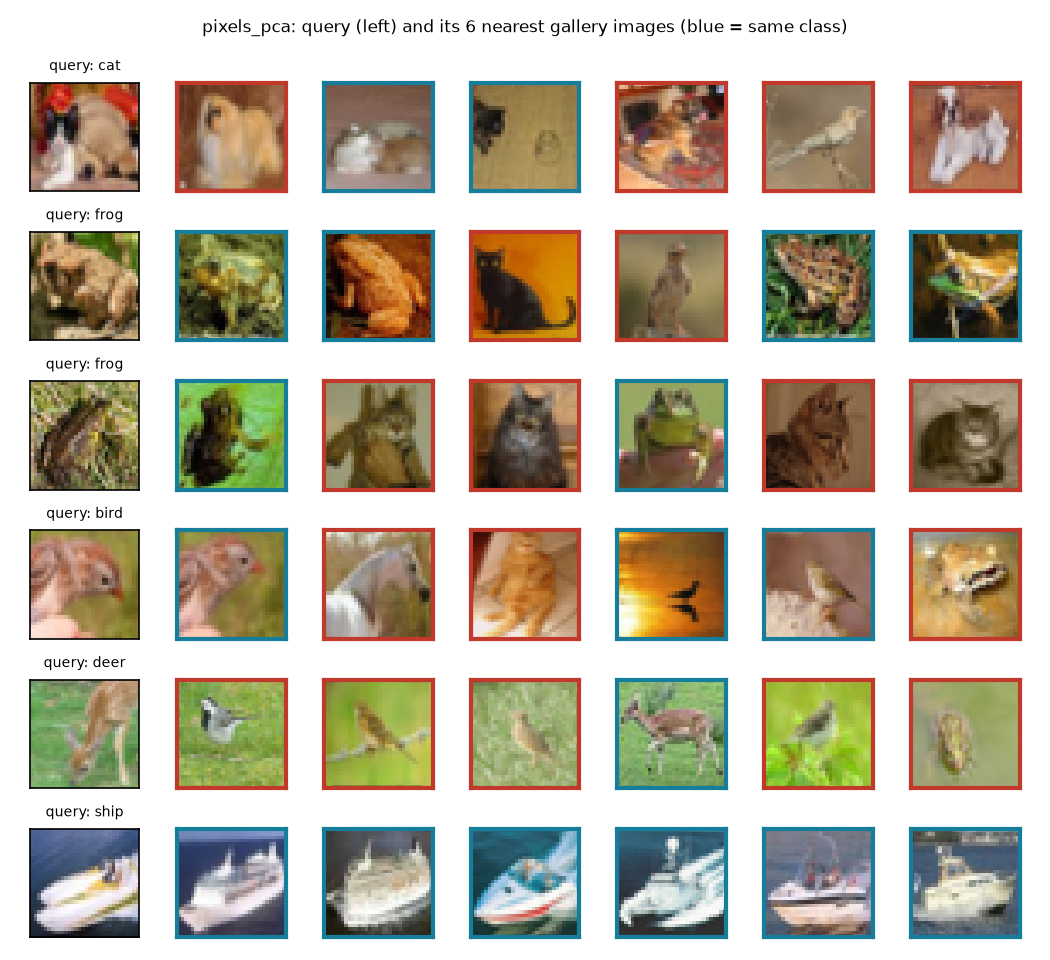 pixels_pca: query (left) and its 6 nearest gallery images (blue = same class)
query: cat
query: frog
query: frog
query: bird
query: deer
query: ship